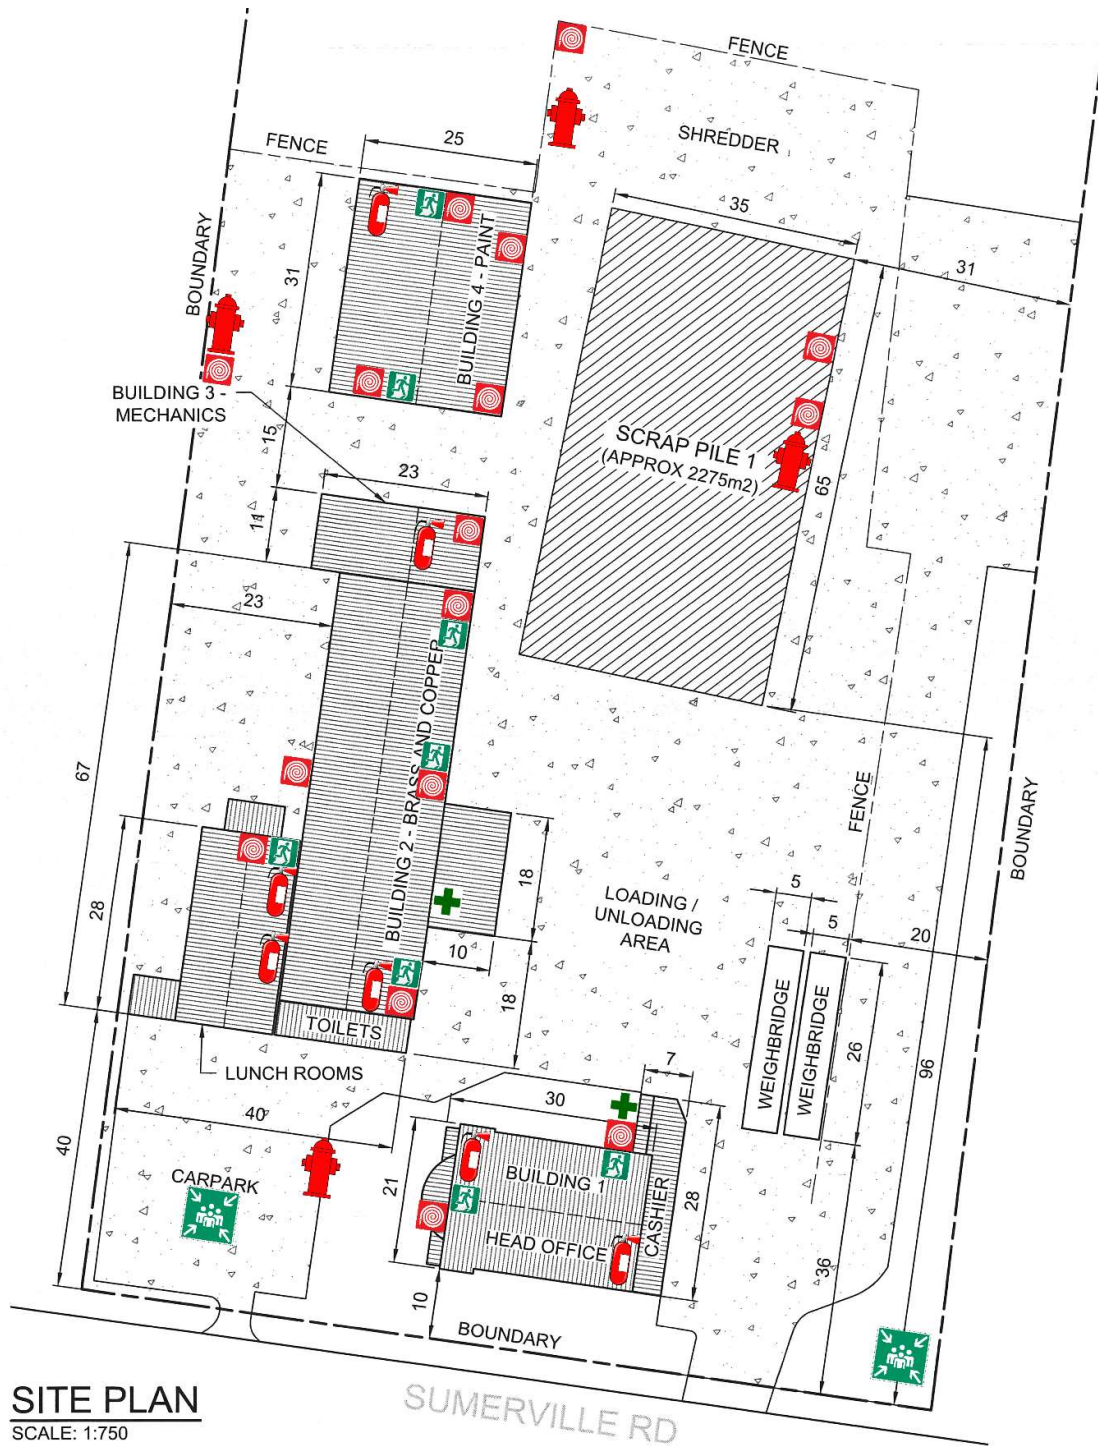 FENCE
25
FENCE
SHREDDER
35
31
BOUNDARY
31
BUILDING 4 - PAINT
BUILDING 3 -
MECHANICS
15
SCRAP PILE 1
(APPROX 2275m2)
65
23
11
23
67
BUILDING 2 - BRASS AND COPPER
28
18
10
18
LOADING /
UNLOADING
AREA
FENCE
BOUNDARY
5
5
20
WEIGHBRIDGE
WEIGHBRIDGE
26
96
TOILETS
LUNCH ROOMS
7
30
40
40
CARPARK
21
BUILDING 1
HEAD OFFICE
CASHIER
28
36
10
BOUNDARY
SITE PLAN
SCALE: 1:750
SUMERVILLE RD